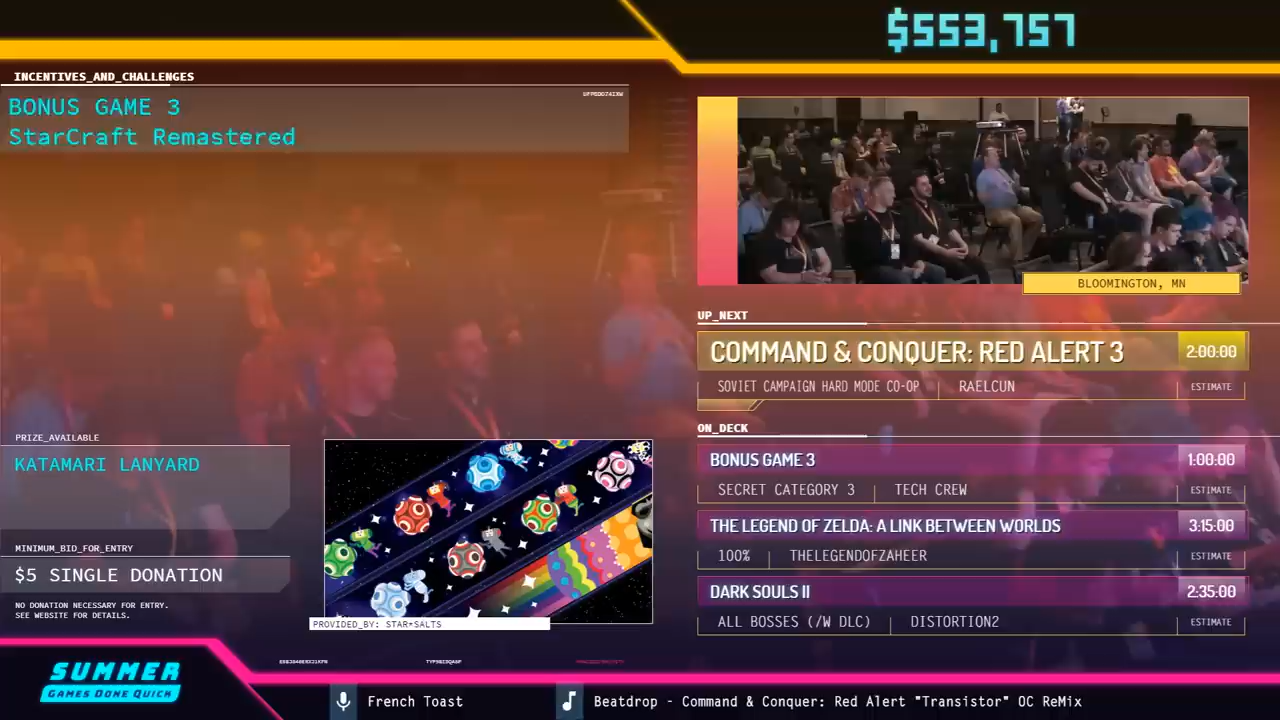 $553,757
INCENTIVES_AND_CHALLENGES
BONUS GAME 3
StarCraft Remastered
BLOOMINGTON, MN
UP_NEXT
COMMAND & CONQUER: RED ALERT 3
2:00:00
SOVIET CAMPAIGN HARD MODE CO-OP
RAELCUN
ESTIMATE
ON_DECK
BONUS GAME 3
1:00:00
SECRET CATEGORY 3
TECH CREW
ESTIMATE
THE LEGEND OF ZELDA: A LINK BETWEEN WORLDS
3:15:00
100%
THELEGENDOFZAHEER
ESTIMATE
DARK SOULS II
2:35:00
ALL BOSSES (/W DLC)
DISTORTION2
ESTIMATE
PRIZE_AVAILABLE
KATAMARI LANYARD
MINIMUM_BID_FOR_ENTRY
$5 SINGLE DONATION
NO DONATION NECESSARY FOR ENTRY.
SEE WEBSITE FOR DETAILS.
PROVIDED_BY: STAR*SALTS
SUMMER
GAMES DONE QUICK
French Toast
Beatdrop - Command & Conquer: Red Alert "Transistor" OC ReMix